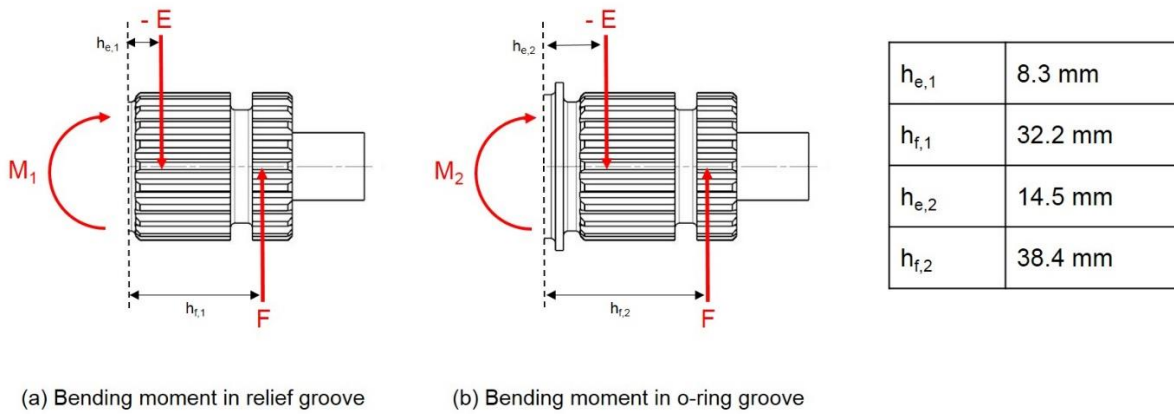 - E
h_e,1
M_1
h_f,1
F
(a) Bending moment in relief groove
- E
h_e,2
M_2
h_f,2
F
(b) Bending moment in o-ring groove
h_e,1 8.3 mm
h_f,1 32.2 mm
h_e,2 14.5 mm
h_f,2 38.4 mm